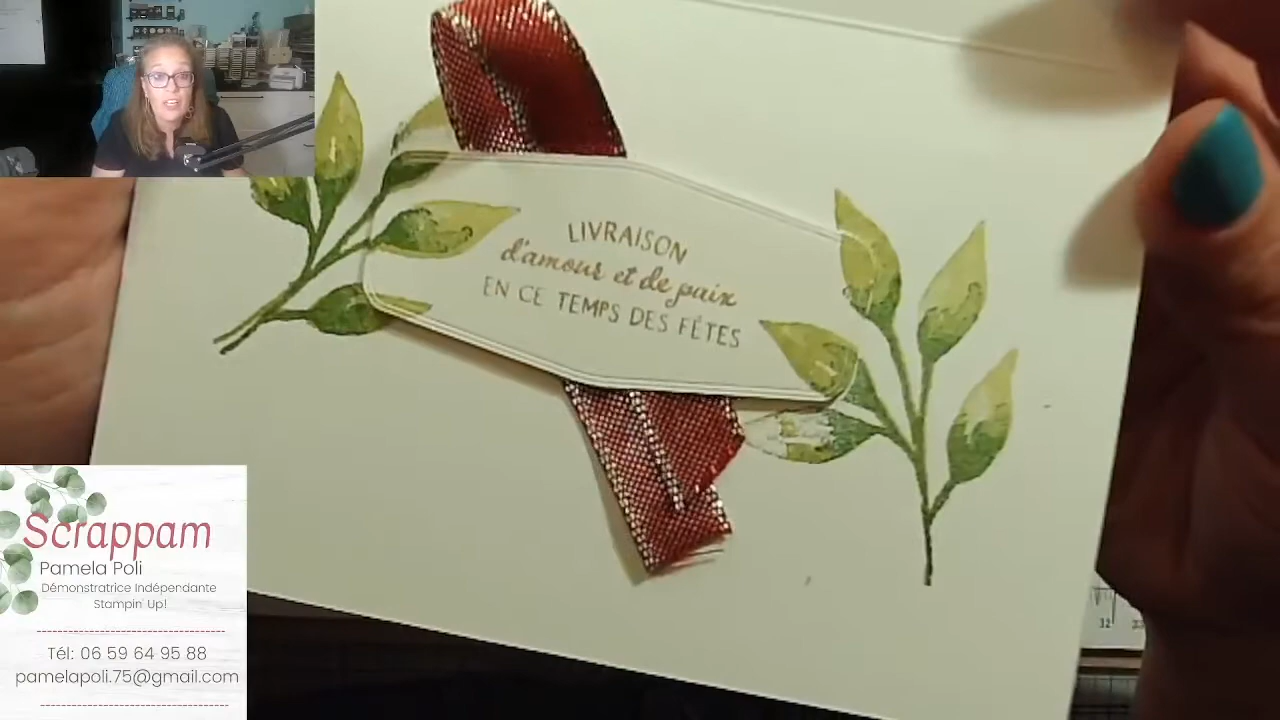 LIVRAISON
d'amour et de paix
EN CE TEMPS DES FÊTES
Scrappam
Pamela Poli
Démonstratrice Indépendante
Stampin' Up!
Tél: 06 59 64 95 88
pamelapoli.75@gmail.com
32